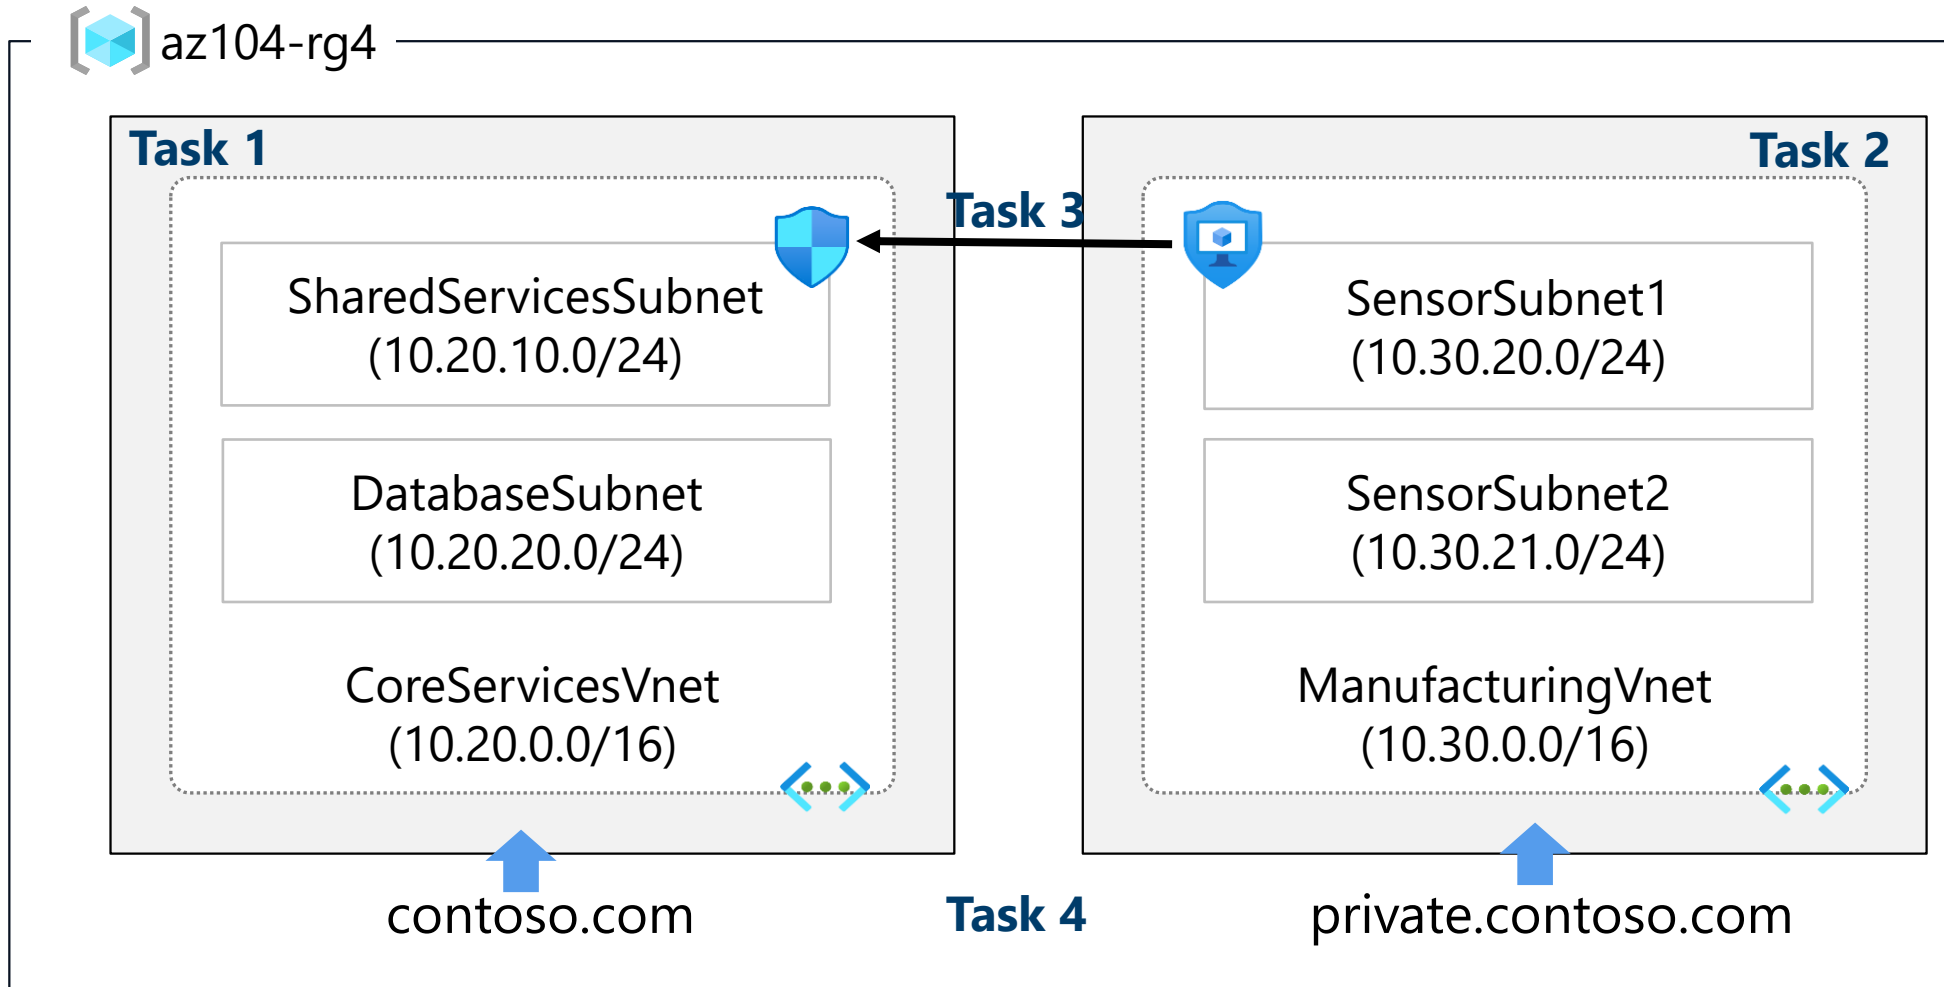 az104-rg4
Task 1
SharedServicesSubnet
(10.20.10.0/24)
DatabaseSubnet
(10.20.20.0/24)
CoreServicesVnet
(10.20.0.0/16)
Task 3
Task 2
SensorSubnet1
(10.30.20.0/24)
SensorSubnet2
(10.30.21.0/24)
ManufacturingVnet
(10.30.0.0/16)
contoso.com
Task 4
private.contoso.com